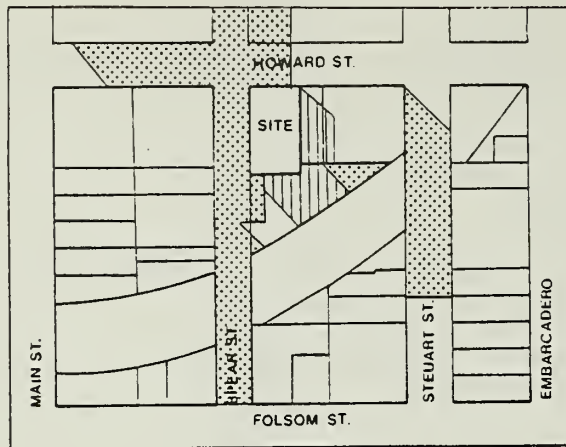 HOWARD ST.
SITE
MAIN ST.
SPEAR ST.
STEUART ST.
EMBARCADERO
FOLSOM ST.